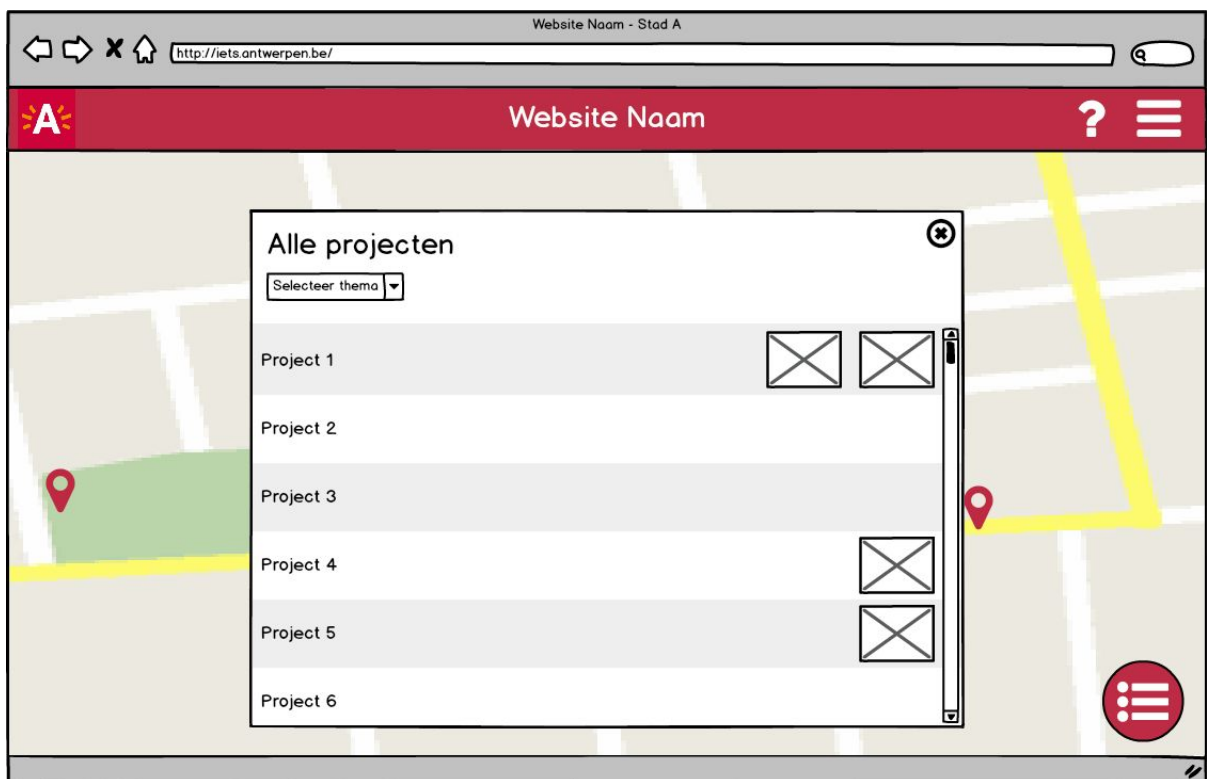 Website Naam - Stad A
http://iets.antwerpen.be/
A
Website Naam
?
Alle projecten
Selecteer thema
Project 1
Project 2
Project 3
Project 4
Project 5
Project 6